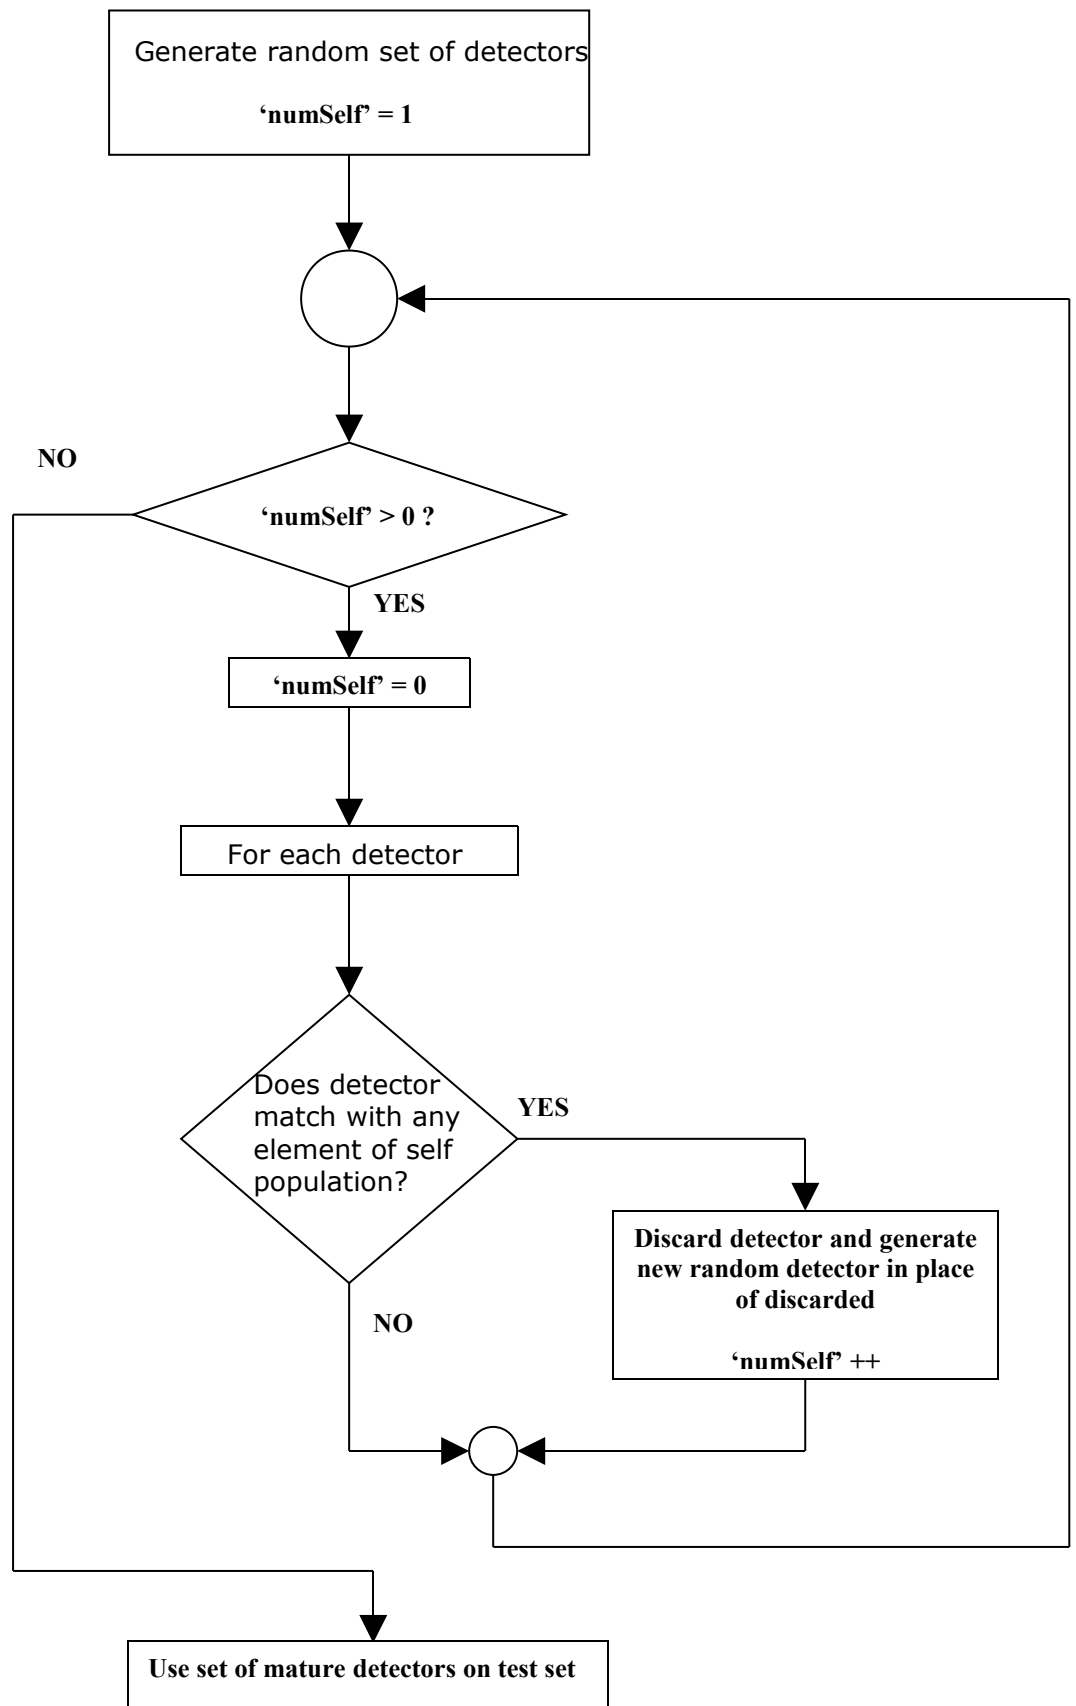 Generate random set of detectors
‘numSelf’ = 1
NO
‘numSelf’ > 0 ?
YES
‘numSelf’ = 0
For each detector
Does detector
match with any
element of self
population?
YES
Discard detector and generate
new random detector in place
of discarded
‘numSelf’ ++
NO
Use set of mature detectors on test set